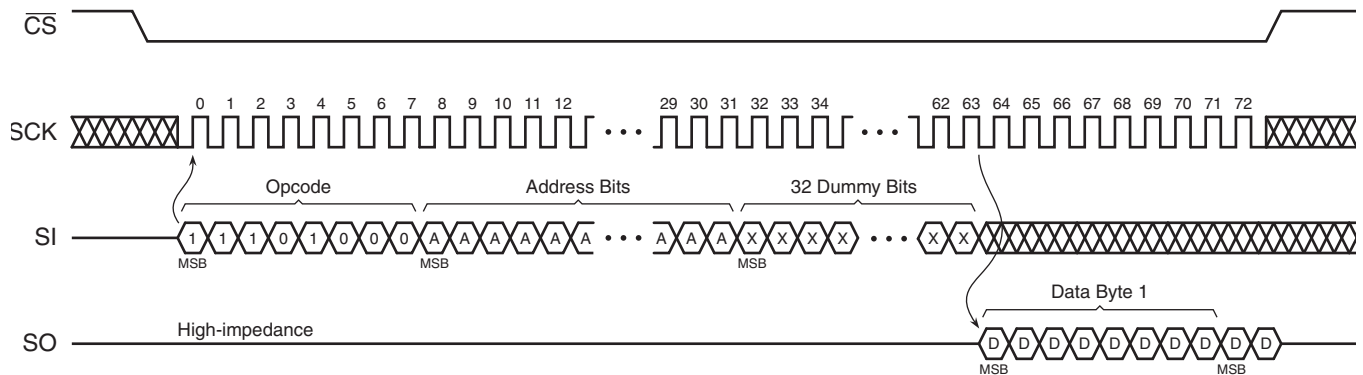 CS
0 1 2 3 4 5 6 7 8 9 10 11 12 29 30 31 32 33 34 62 63 64 65 66 67 68 69 70 71 72
SCK
Opcode Address Bits 32 Dummy Bits
SI 1 1 1 0 1 0 0 0 A A A A A A A A A X X X X X X
MSB MSB MSB
Data Byte 1
High-impedance
SO D D D D D D D D D D
MSB MSB